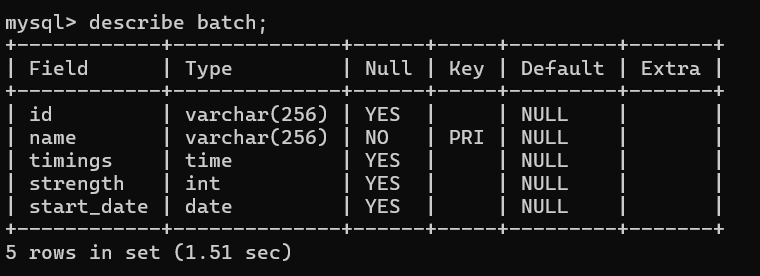 mysql> describe batch;
+------------+--------------+------+-----+---------+-------+
| Field      | Type         | Null | Key | Default | Extra |
+------------+--------------+------+-----+---------+-------+
| id         | varchar(256) | YES  |     | NULL    |       |
| name       | varchar(256) | NO   | PRI | NULL    |       |
| timings    | time         | YES  |     | NULL    |       |
| strength   | int          | YES  |     | NULL    |       |
| start_date | date         | YES  |     | NULL    |       |
+------------+--------------+------+-----+---------+-------+
5 rows in set (1.51 sec)